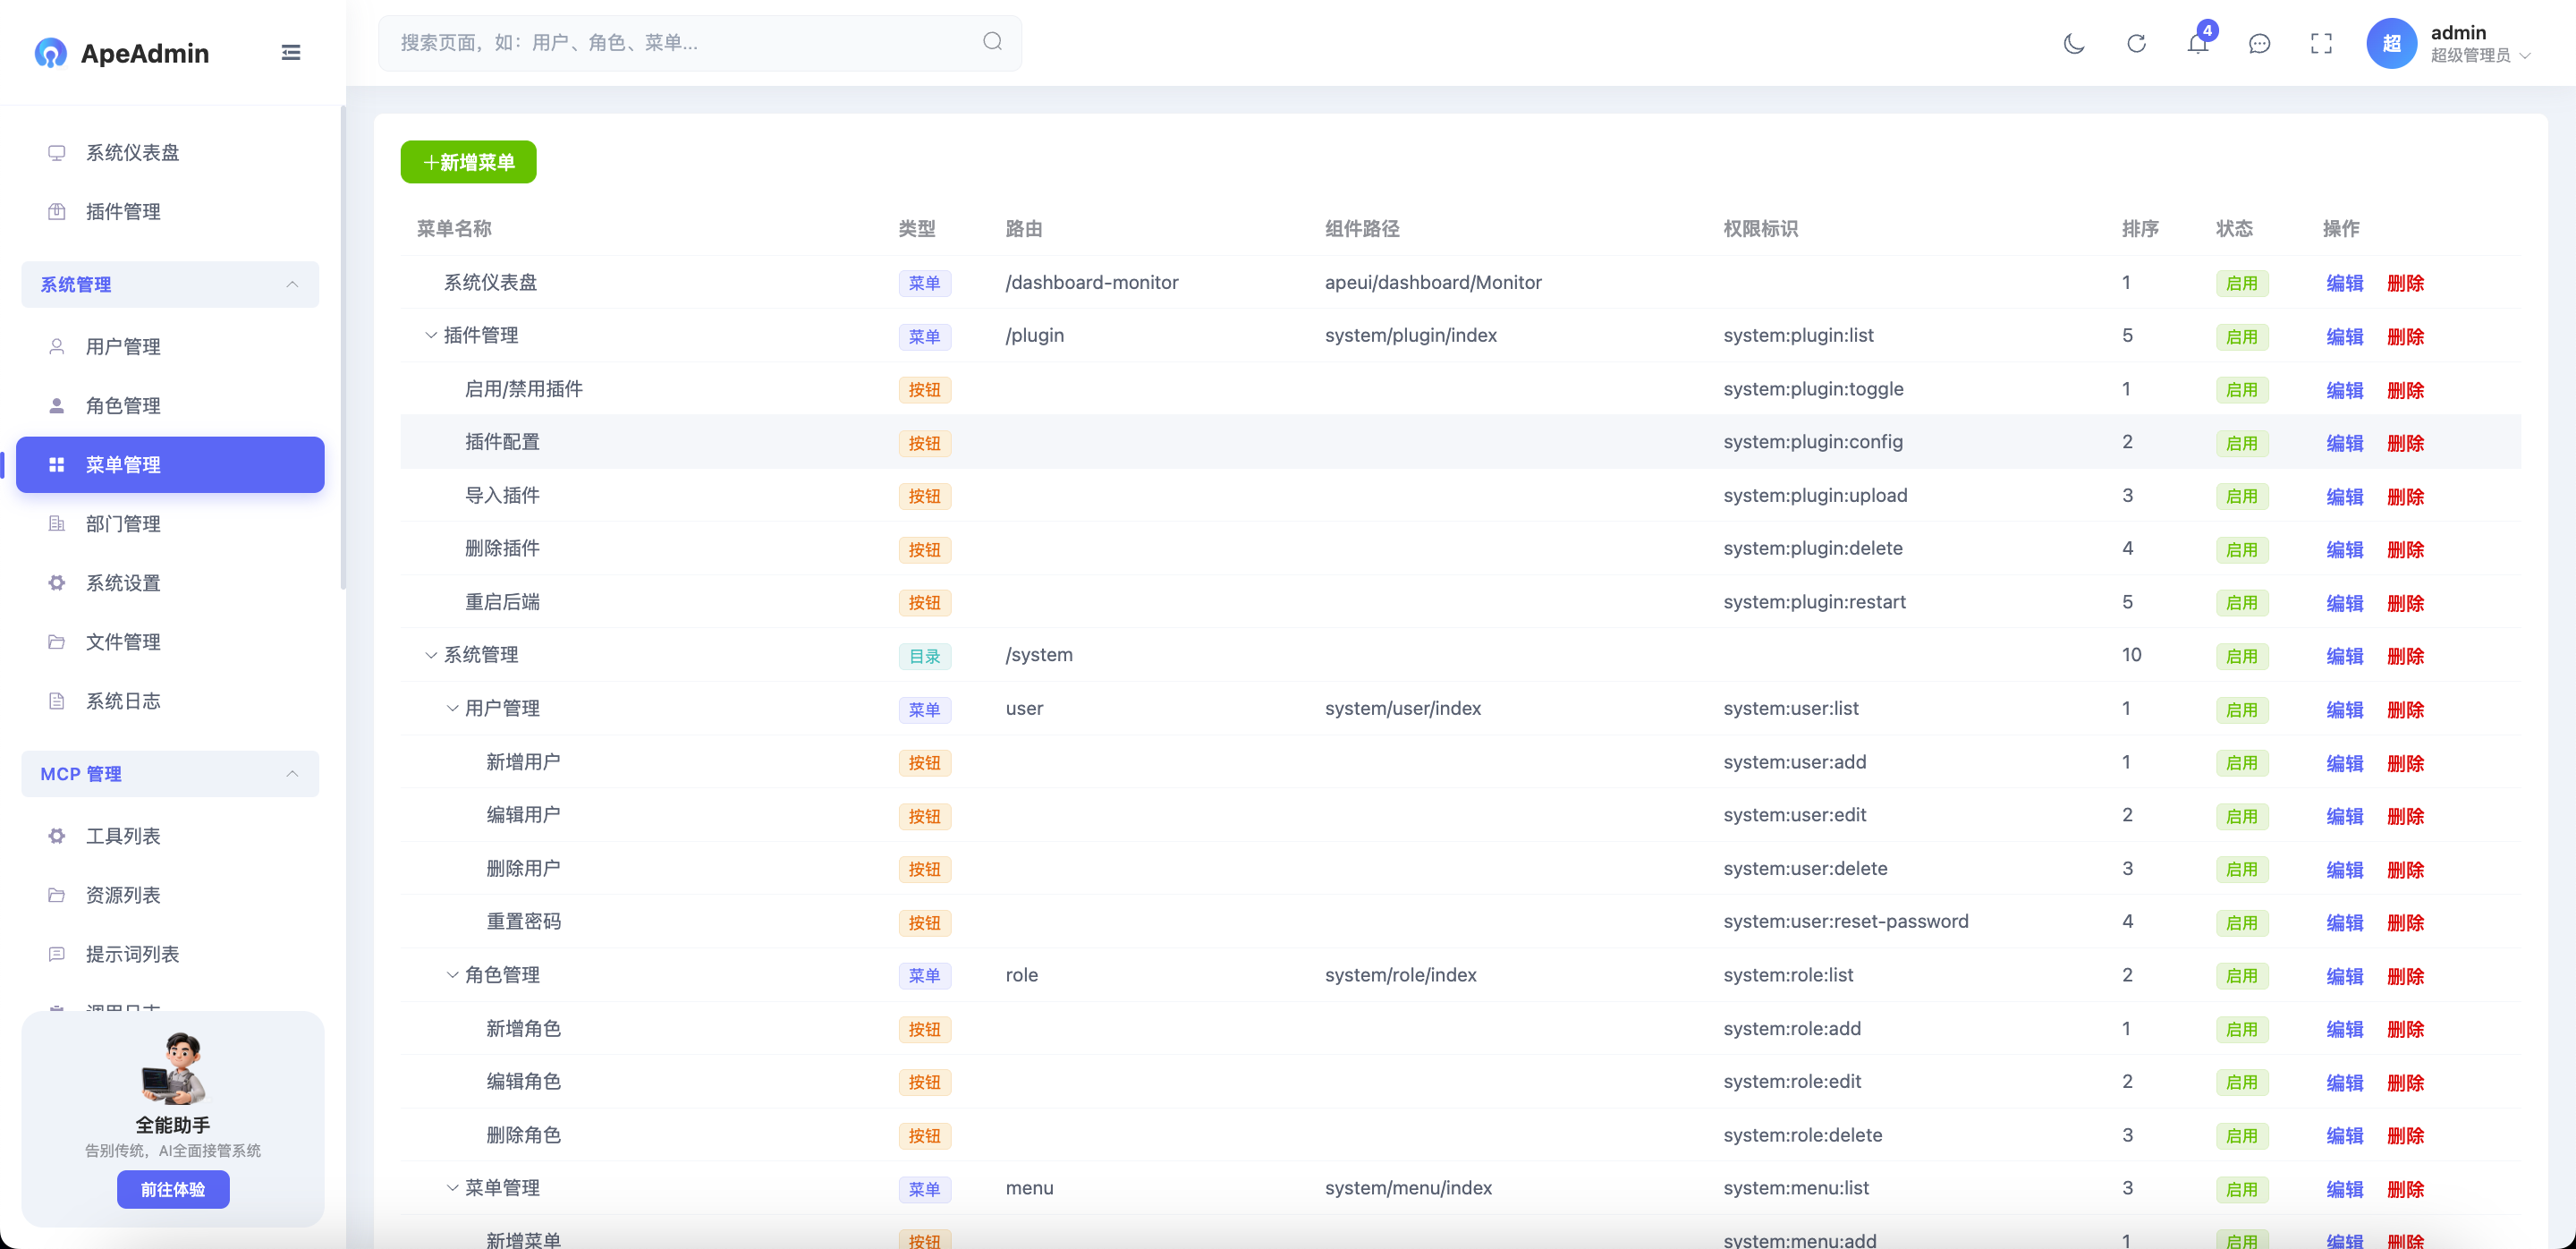 ApeAdmin
搜索页面，如：用户、角色、菜单...
4
超
admin
超级管理员
系统仪表盘
插件管理
系统管理
用户管理
角色管理
菜单管理
部门管理
系统设置
文件管理
系统日志
MCP 管理
工具列表
资源列表
提示词列表
调用日志
全能助手
告别传统，AI全面接管系统
前往体验
+新增菜单
菜单名称 类型 路由 组件路径 权限标识 排序 状态 操作
系统仪表盘 菜单 /dashboard-monitor apeui/dashboard/Monitor 1 启用 编辑 删除
插件管理 菜单 /plugin system/plugin/index system:plugin:list 5 启用 编辑 删除
启用/禁用插件 按钮 system:plugin:toggle 1 启用 编辑 删除
插件配置 按钮 system:plugin:config 2 启用 编辑 删除
导入插件 按钮 system:plugin:upload 3 启用 编辑 删除
删除插件 按钮 system:plugin:delete 4 启用 编辑 删除
重启后端 按钮 system:plugin:restart 5 启用 编辑 删除
系统管理 目录 /system 10 启用 编辑 删除
用户管理 菜单 user system/user/index system:user:list 1 启用 编辑 删除
新增用户 按钮 system:user:add 1 启用 编辑 删除
编辑用户 按钮 system:user:edit 2 启用 编辑 删除
删除用户 按钮 system:user:delete 3 启用 编辑 删除
重置密码 按钮 system:user:reset-password 4 启用 编辑 删除
角色管理 菜单 role system/role/index system:role:list 2 启用 编辑 删除
新增角色 按钮 system:role:add 1 启用 编辑 删除
编辑角色 按钮 system:role:edit 2 启用 编辑 删除
删除角色 按钮 system:role:delete 3 启用 编辑 删除
菜单管理 菜单 menu system/menu/index system:menu:list 3 启用 编辑 删除
新增菜单 按钮 system:menu:add 1 启用 编辑 删除